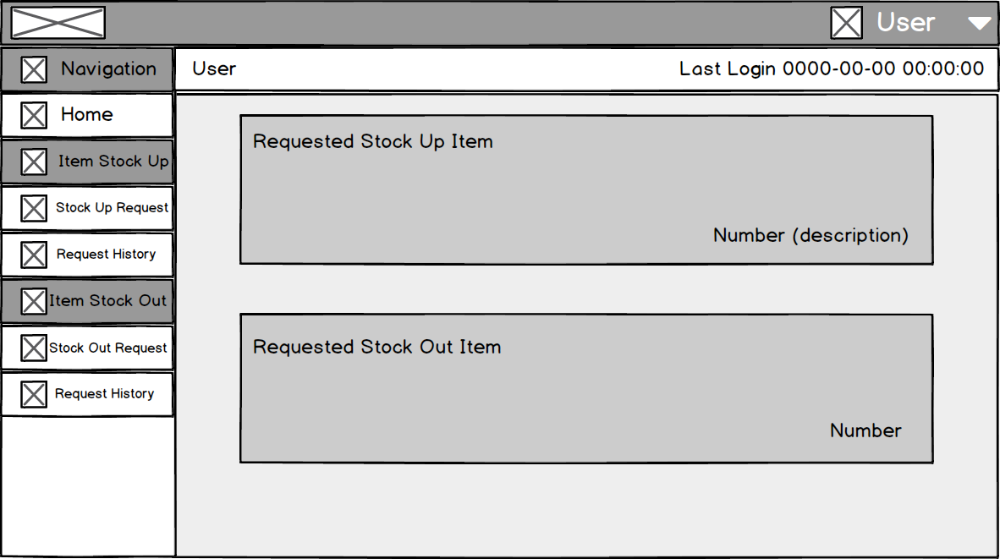 User
Navigation
User
Last Login 0000-00-00 00:00:00
Home
Item Stock Up
Stock Up Request
Request History
Item Stock Out
Stock Out Request
Request History
Requested Stock Up Item
Number (description)
Requested Stock Out Item
Number